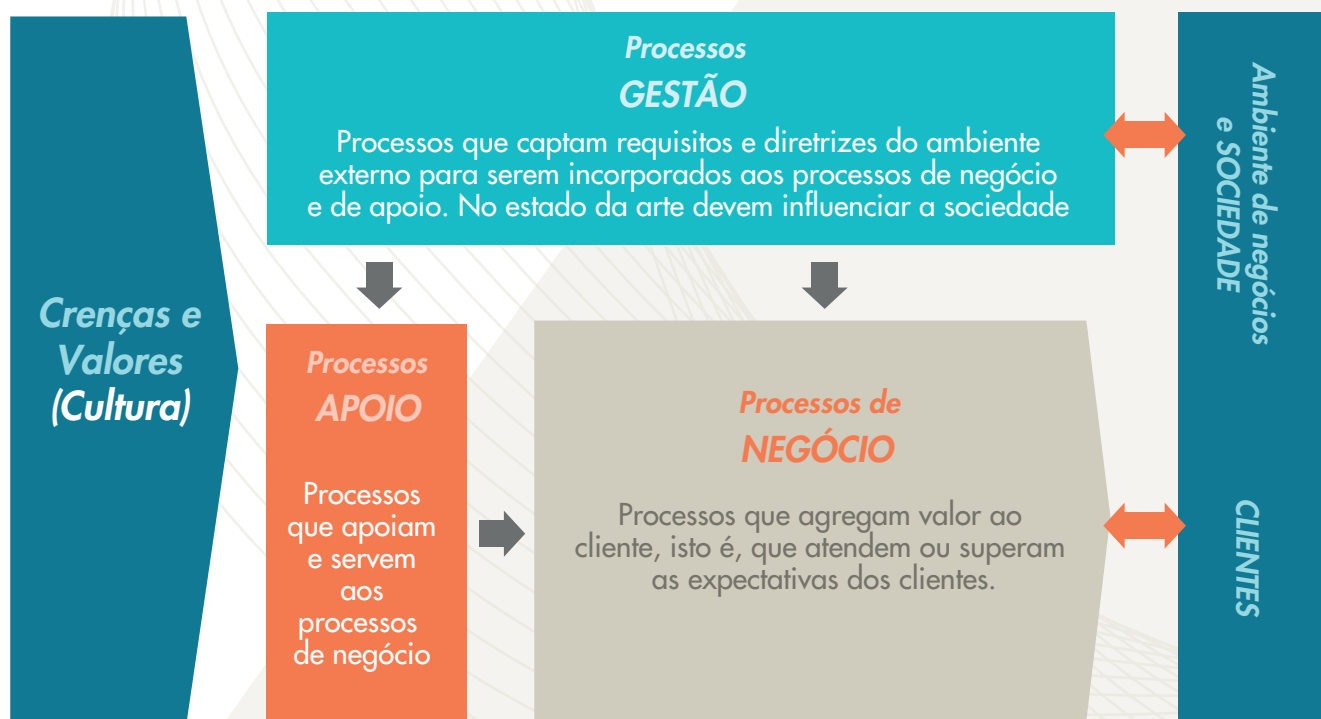 Crenças e
Valores
(Cultura)
Processos
GESTÃO
Processos que captam requisitos e diretrizes do ambiente
externo para serem incorporados aos processos de negócio
e de apoio. No estado da arte devem influenciar a sociedade
Processos
APOIO
Processos
que apoiam
e servem
aos
processos
de negócio
Processos de
NEGÓCIO
Processos que agregam valor ao
cliente, isto é, que atendem ou superam
as expectativas dos clientes.
Ambiente de negócios
e SOCIEDADE
CLIENTES